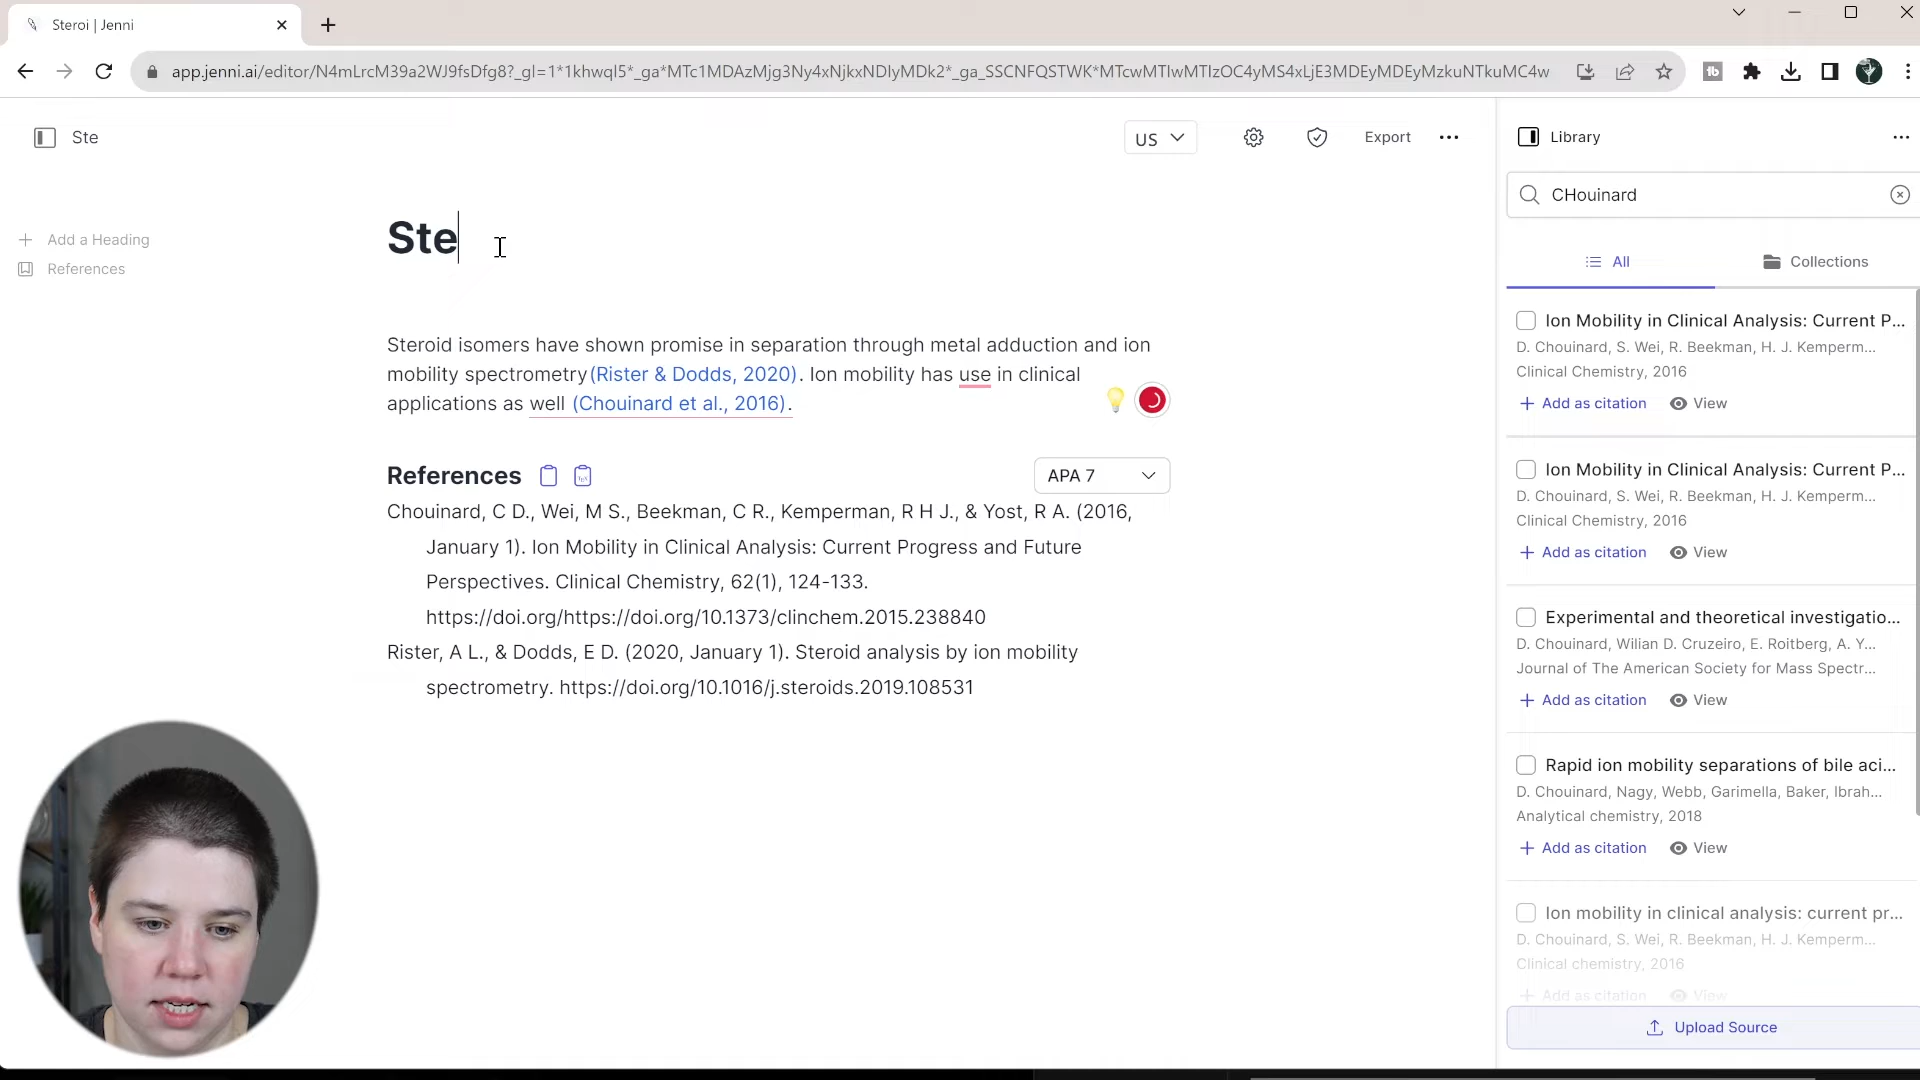 Steroi | Jenni
app.jenni.ai/editor/N4mLrcM39a2WJ9fsDfg8?_gl=1*1khwql5*_ga*MTc1MDAzMjg3Ny4xNjkxNDIyMDk2*_ga_SSCNFQSTWK*MTcwMTIwMTIzOC4yMS4xLjE3MDEyMDEyMzkuNTkuMC4w
Ste
US
Export
Library
CHouinard
Add a Heading
References
Ste
All
Collections
Steroid isomers have shown promise in separation through metal adduction and ion
mobility spectrometry(Rister & Dodds, 2020). Ion mobility has use in clinical
applications as well (Chouinard et al., 2016).
References
APA 7
Chouinard, C D., Wei, M S., Beekman, C R., Kemperman, R H J., & Yost, R A. (2016,
January 1). Ion Mobility in Clinical Analysis: Current Progress and Future
Perspectives. Clinical Chemistry, 62(1), 124-133.
https://doi.org/https://doi.org/10.1373/clinchem.2015.238840
Rister, A L., & Dodds, E D. (2020, January 1). Steroid analysis by ion mobility
spectrometry. https://doi.org/10.1016/j.steroids.2019.108531
Ion Mobility in Clinical Analysis: Current P...
D. Chouinard, S. Wei, R. Beekman, H. J. Kemperm...
Clinical Chemistry, 2016
Add as citation View
Ion Mobility in Clinical Analysis: Current P...
D. Chouinard, S. Wei, R. Beekman, H. J. Kemperm...
Clinical Chemistry, 2016
Add as citation View
Experimental and theoretical investigatio...
D. Chouinard, Wilian D. Cruzeiro, E. Roitberg, A. Y...
Journal of The American Society for Mass Spectr...
Add as citation View
Rapid ion mobility separations of bile aci...
D. Chouinard, Nagy, Webb, Garimella, Baker, Ibrah...
Analytical chemistry, 2018
Add as citation View
Ion mobility in clinical analysis: current pr...
D. Chouinard, S. Wei, R. Beekman, H. J. Kemperm...
Clinical chemistry, 2016
Add as citation View
Upload Source